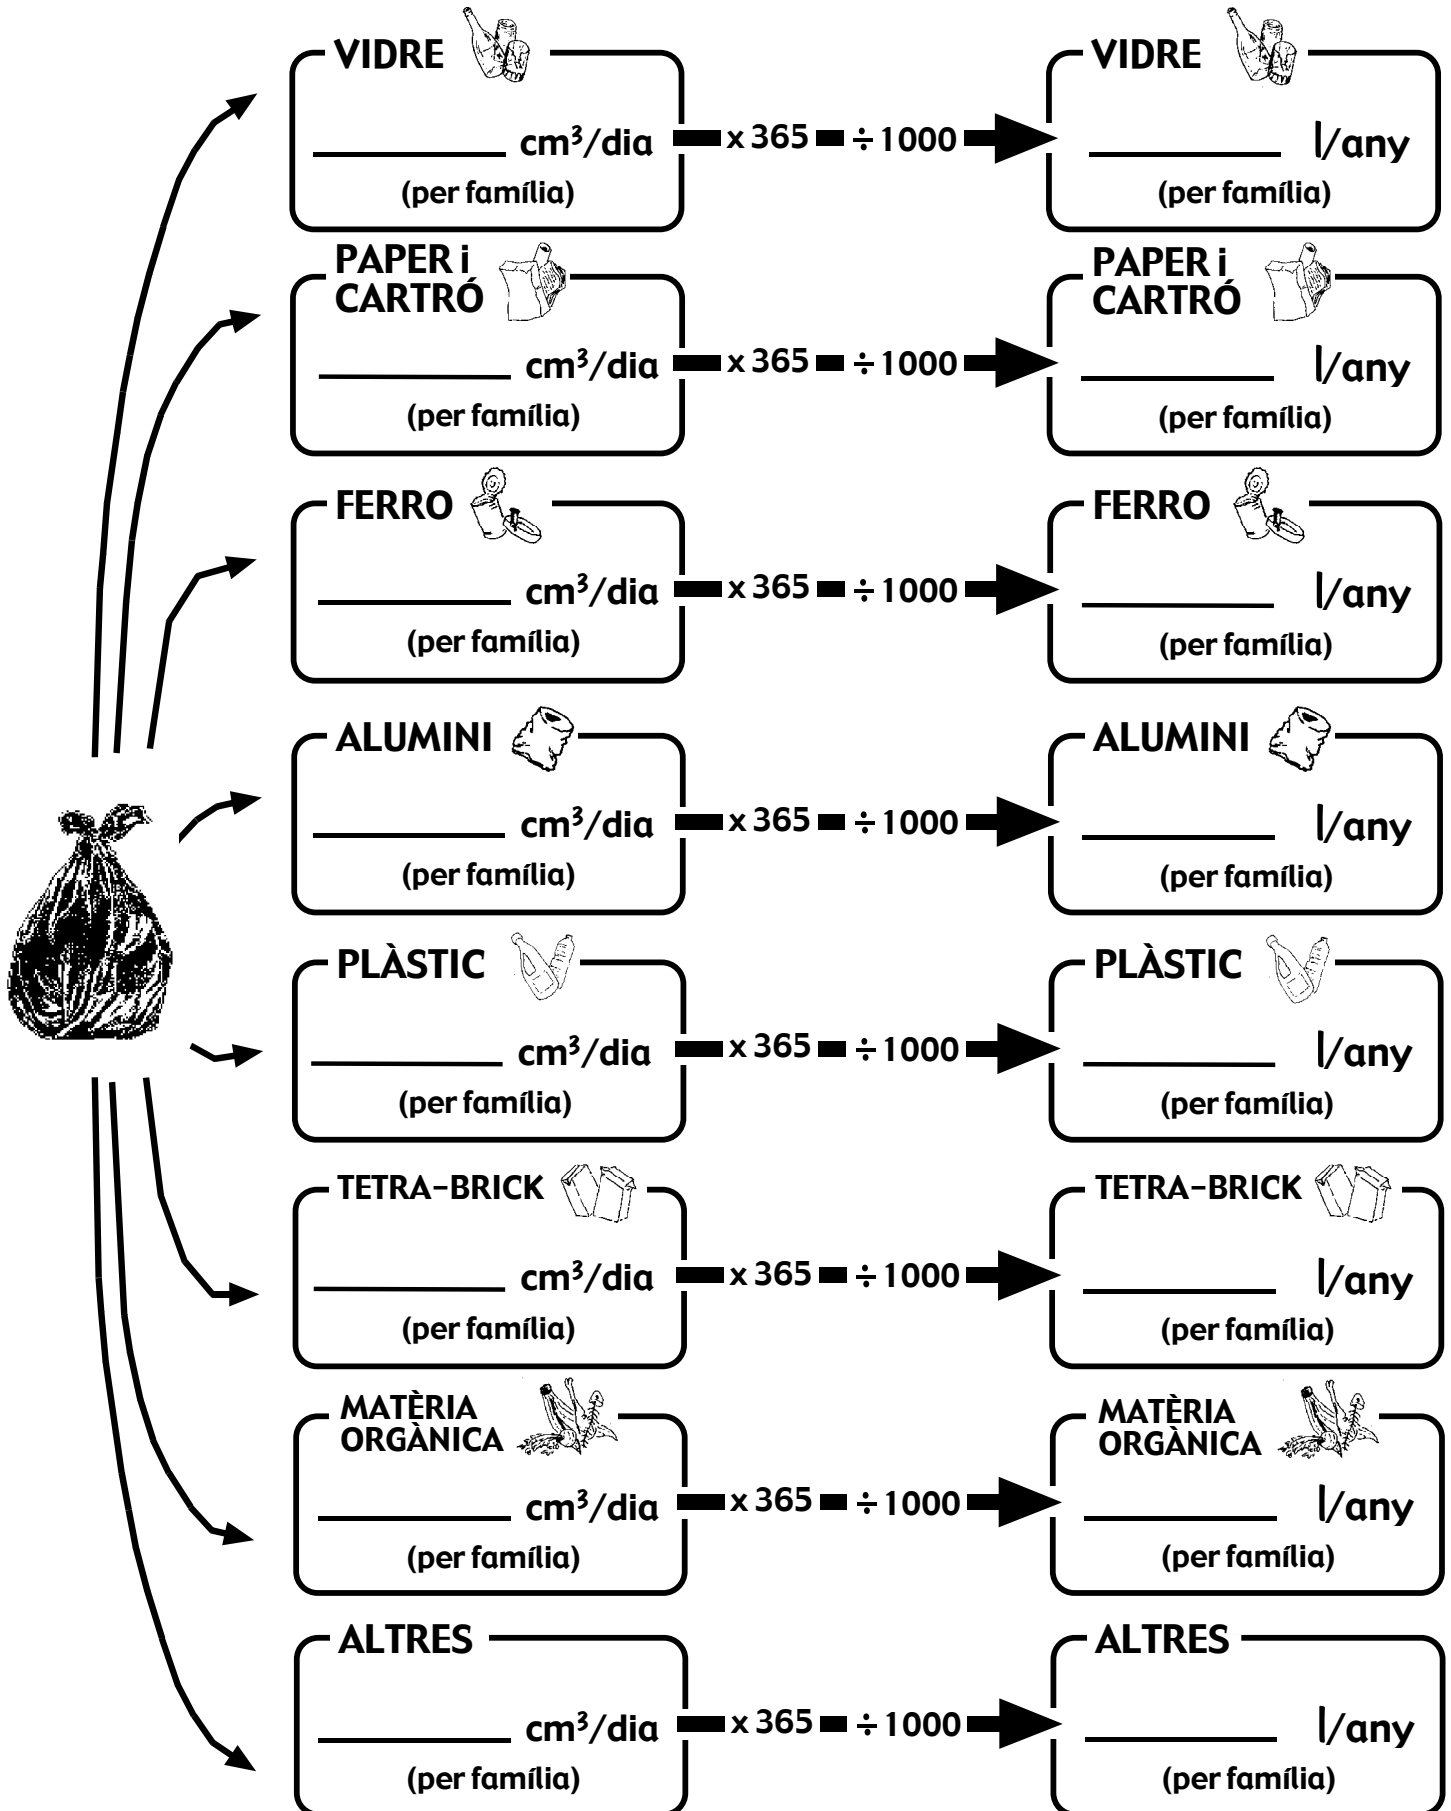 VIDRE
VIDRE
cm³/dia x 365 ÷ 1000 l/any
(per família)
(per família)
PAPER i
CARTRÓ
PAPER i
CARTRÓ
cm³/dia x 365 ÷ 1000 l/any
(per família)
(per família)
FERRO
FERRO
cm³/dia x 365 ÷ 1000 l/any
(per família)
(per família)
ALUMINI
ALUMINI
cm³/dia x 365 ÷ 1000 l/any
(per família)
(per família)
PLÀSTIC
PLÀSTIC
cm³/dia x 365 ÷ 1000 l/any
(per família)
(per família)
TETRA-BRICK
TETRA-BRICK
cm³/dia x 365 ÷ 1000 l/any
(per família)
(per família)
MATÈRIA
ORGÀNICA
MATÈRIA
ORGÀNICA
cm³/dia x 365 ÷ 1000 l/any
(per família)
(per família)
ALTRES
ALTRES
cm³/dia x 365 ÷ 1000 l/any
(per família)
(per família)